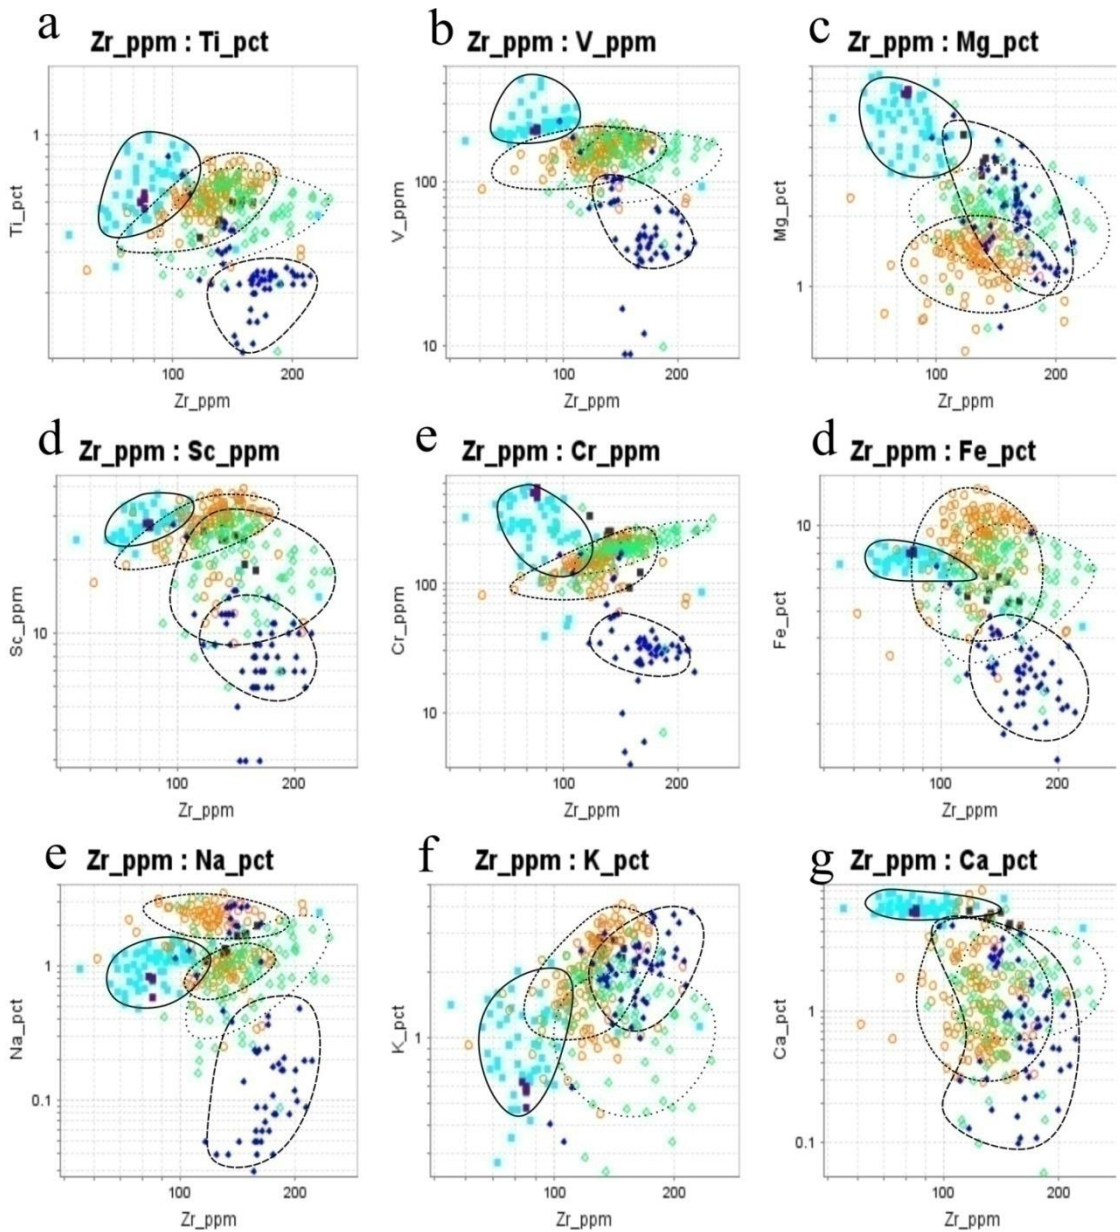 a Zr_ppm : Ti_pct
b Zr_ppm : V_ppm
c Zr_ppm : Mg_pct
1
Ti_pct
100 200
Zr_ppm
100
10
V_ppm
100 200
Zr_ppm
1
Mg_pct
100 200
Zr_ppm
d Zr_ppm : Sc_ppm
e Zr_ppm : Cr_ppm
d Zr_ppm : Fe_pct
10
Sc_ppm
100 200
Zr_ppm
100
10
Cr_ppm
100 200
Zr_ppm
10
Fe_pct
100 200
Zr_ppm
e Zr_ppm : Na_pct
f Zr_ppm : K_pct
g Zr_ppm : Ca_pct
1
0.1
Na_pct
100 200
Zr_ppm
1
K_pct
100 200
Zr_ppm
1
0.1
Ca_pct
100 200
Zr_ppm